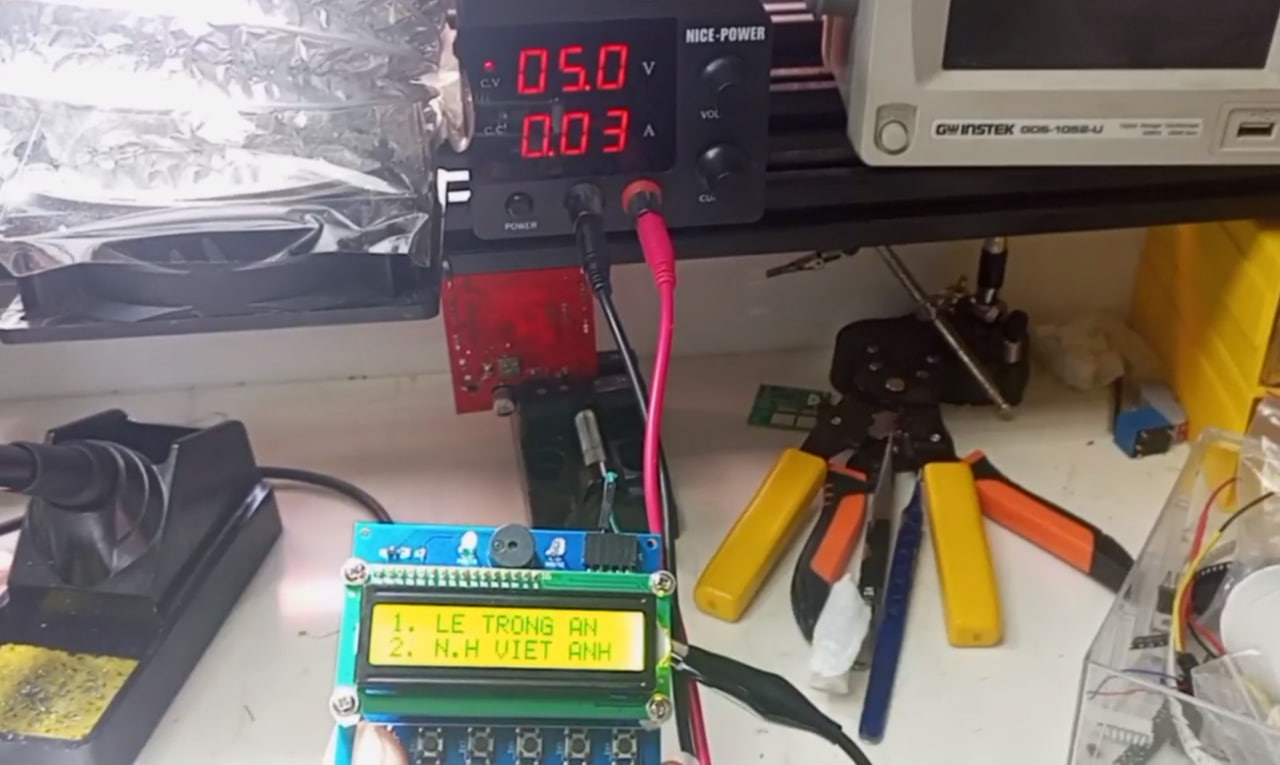 05.0 V
C.V
NICE-POWER
C.C
0.03 A
VOL
POWER
GW INSTEK GDS-1052-U
1. LE TRONG AN
2. N.H VIET ANH